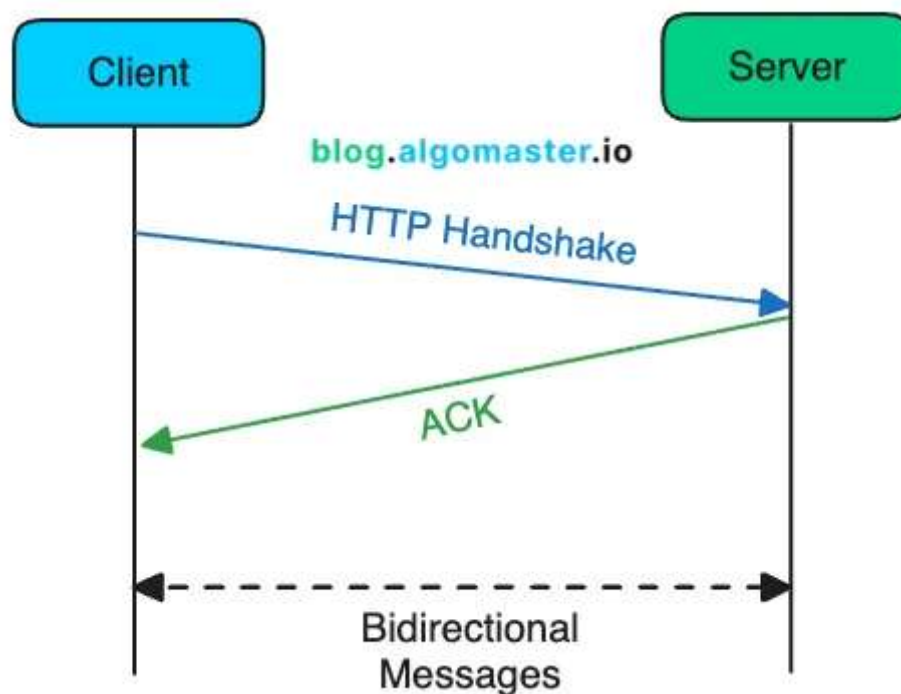 Client
Server
blog.algomaster.io
HTTP Handshake
ACK
Bidirectional
Messages